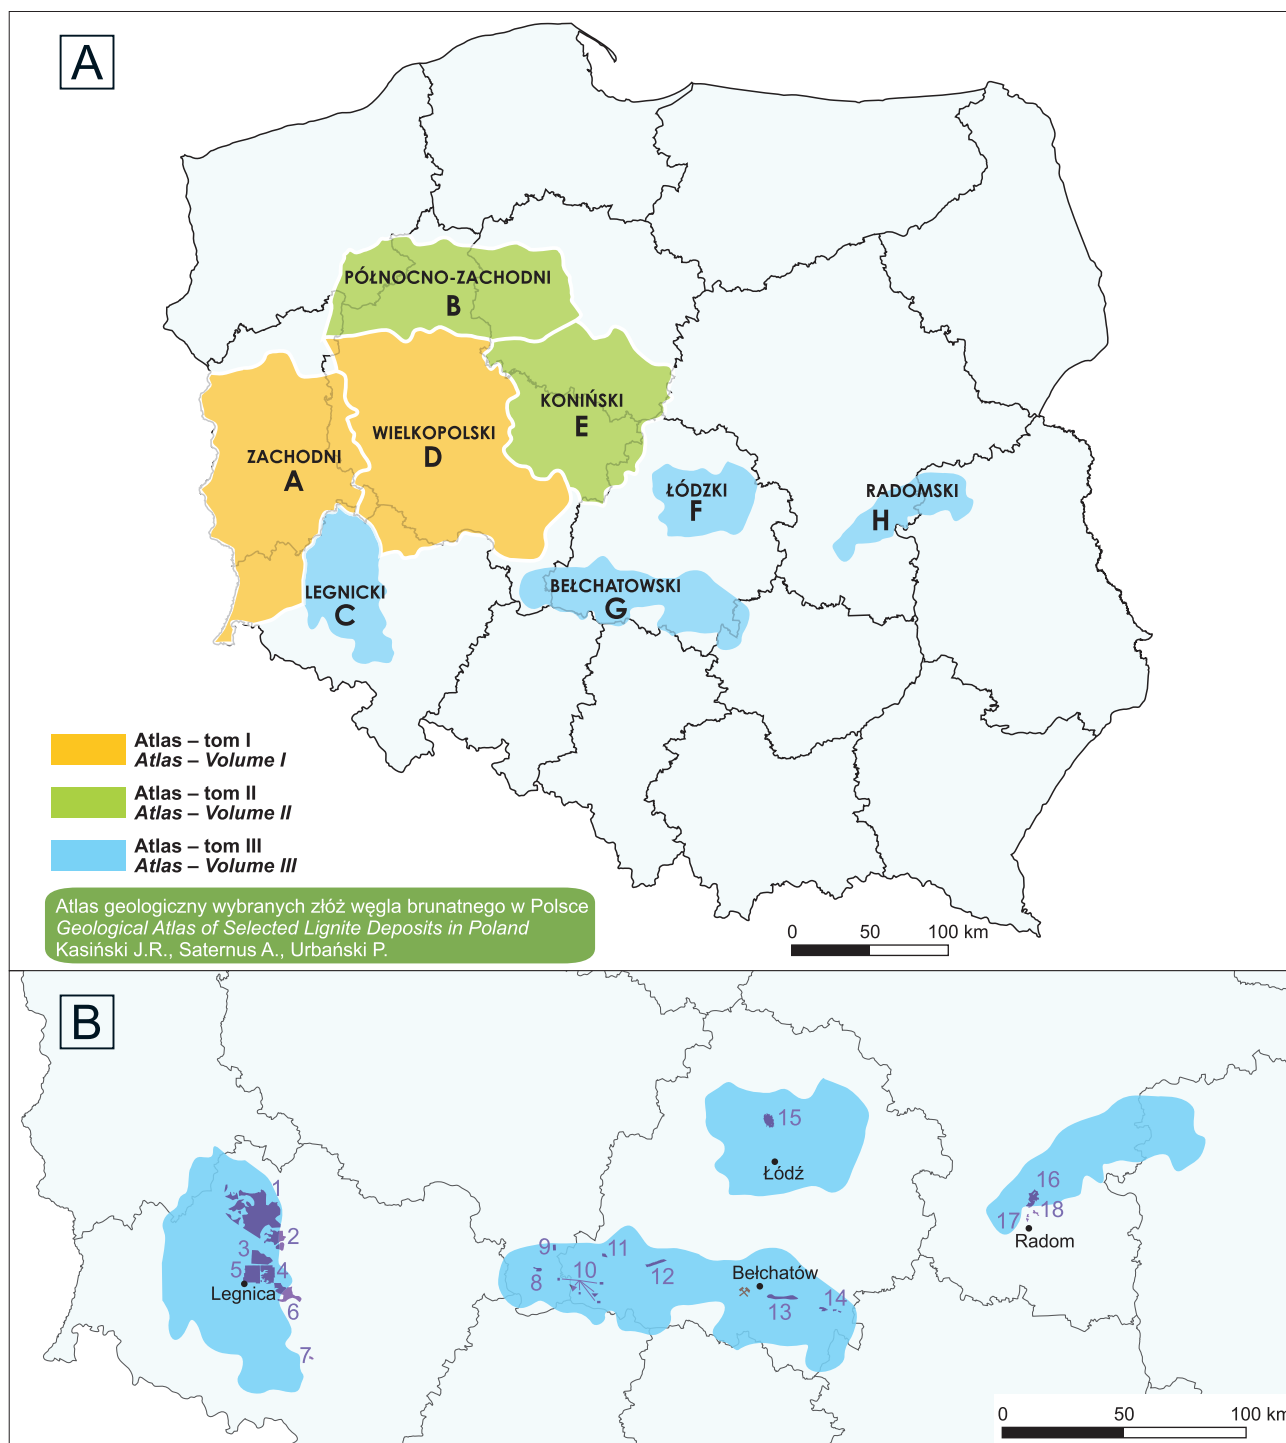 A
PÓŁNOCNO-ZACHODNI
B
KONIŃSKI
E
WIELKOPOLSKI
D
ZACHODNI
A
ŁÓDZKI
F
RADOMSKI
H
LEGNICKI
C
BEŁCHATOWSKI
G
Atlas – tom I
Atlas – Volume I
Atlas – tom II
Atlas – Volume II
Atlas – tom III
Atlas – Volume III
Atlas geologiczny wybranych złóż węgla brunatnego w Polsce
Geological Atlas of Selected Lignite Deposits in Poland
Kasiński J.R., Saternus A., Urbański P.
0 50 100 km
B
15
Łódź
1
16
17 18
Radom
2
3
5 4
Legnica
6
7
9 11
8 10 12
Bełchatów
13 14
0 50 100 km